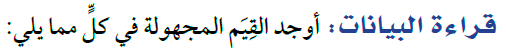 قراءة البيانات: أوجد القِيَم المجهولة في كلٍّ مما يلي: